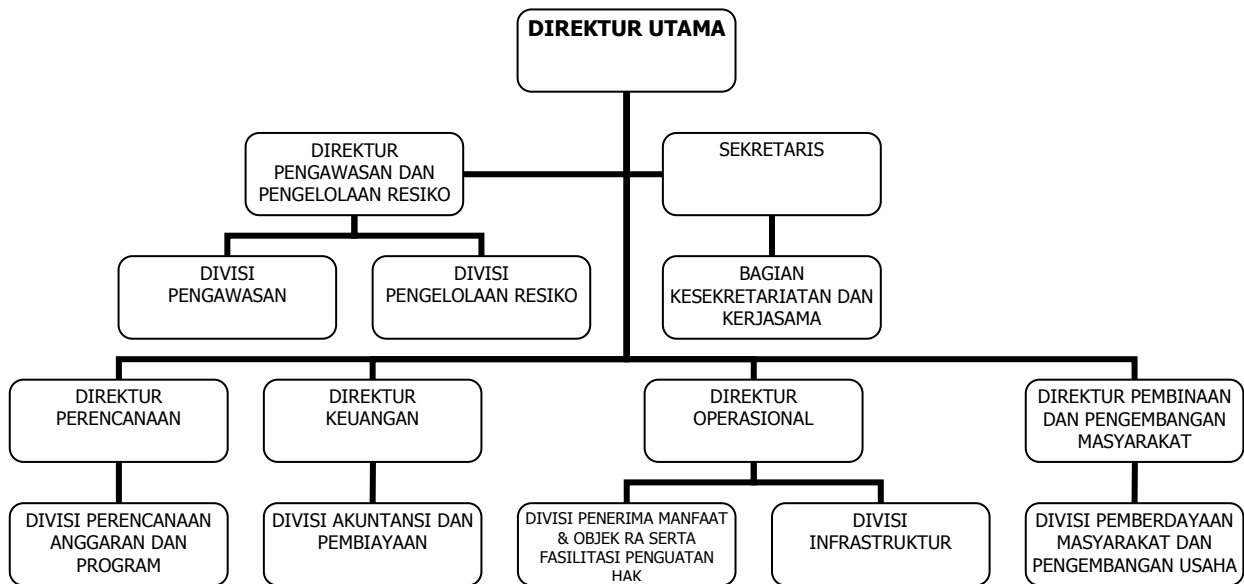 DIREKTUR UTAMA
DIREKTUR
PENGAWASAN DAN
PENGELOLAAN RESIKO
SEKRETARIS
DIVISI
PENGAWASAN
DIVISI
PENGELOLAAN RESIKO
BAGIAN
KESEKRETARIATAN DAN
KERJASAMA
DIREKTUR
PERENCANAAN
DIREKTUR
KEUANGAN
DIREKTUR
OPERASIONAL
DIREKTUR PEMBINAAN
DAN PENGEMBANGAN
MASYARAKAT
DIVISI PERENCANAAN
ANGGARAN DAN
PROGRAM
DIVISI AKUNTANSI DAN
PEMBIAYAAN
DIVISI PENERIMA MANFAAT
& OBJEK RA SERTA
FASILITASI PENGUATAN
HAK
DIVISI
INFRASTRUKTUR
DIVISI PEMBERDAYAAN
MASYARAKAT DAN
PENGEMBANGAN USAHA